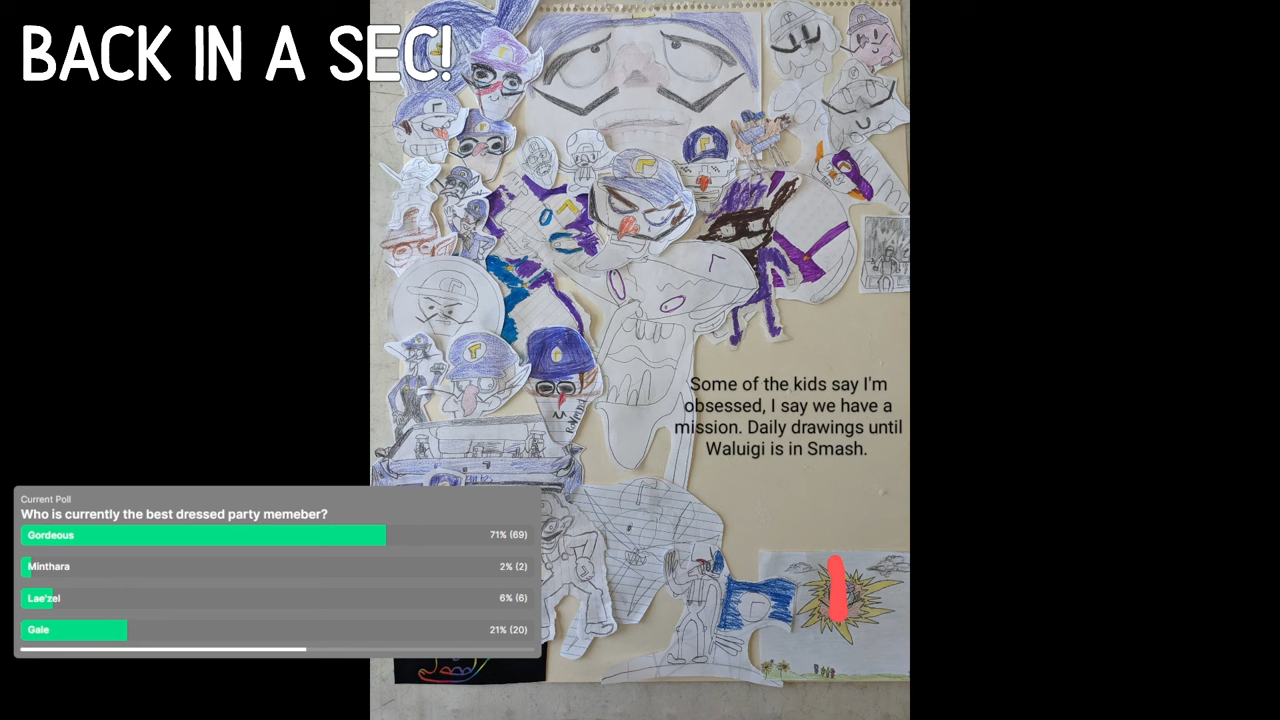 BACK IN A SEC!
Some of the kids say I'm
obsessed, I say we have a
mission. Daily drawings until
Waluigi is in Smash.
Current Poll
Who is currently the best dressed party memeber?
Gordeous
71% (69)
Minthara
2% (2)
Lae'zel
6% (6)
Gale
21% (20)